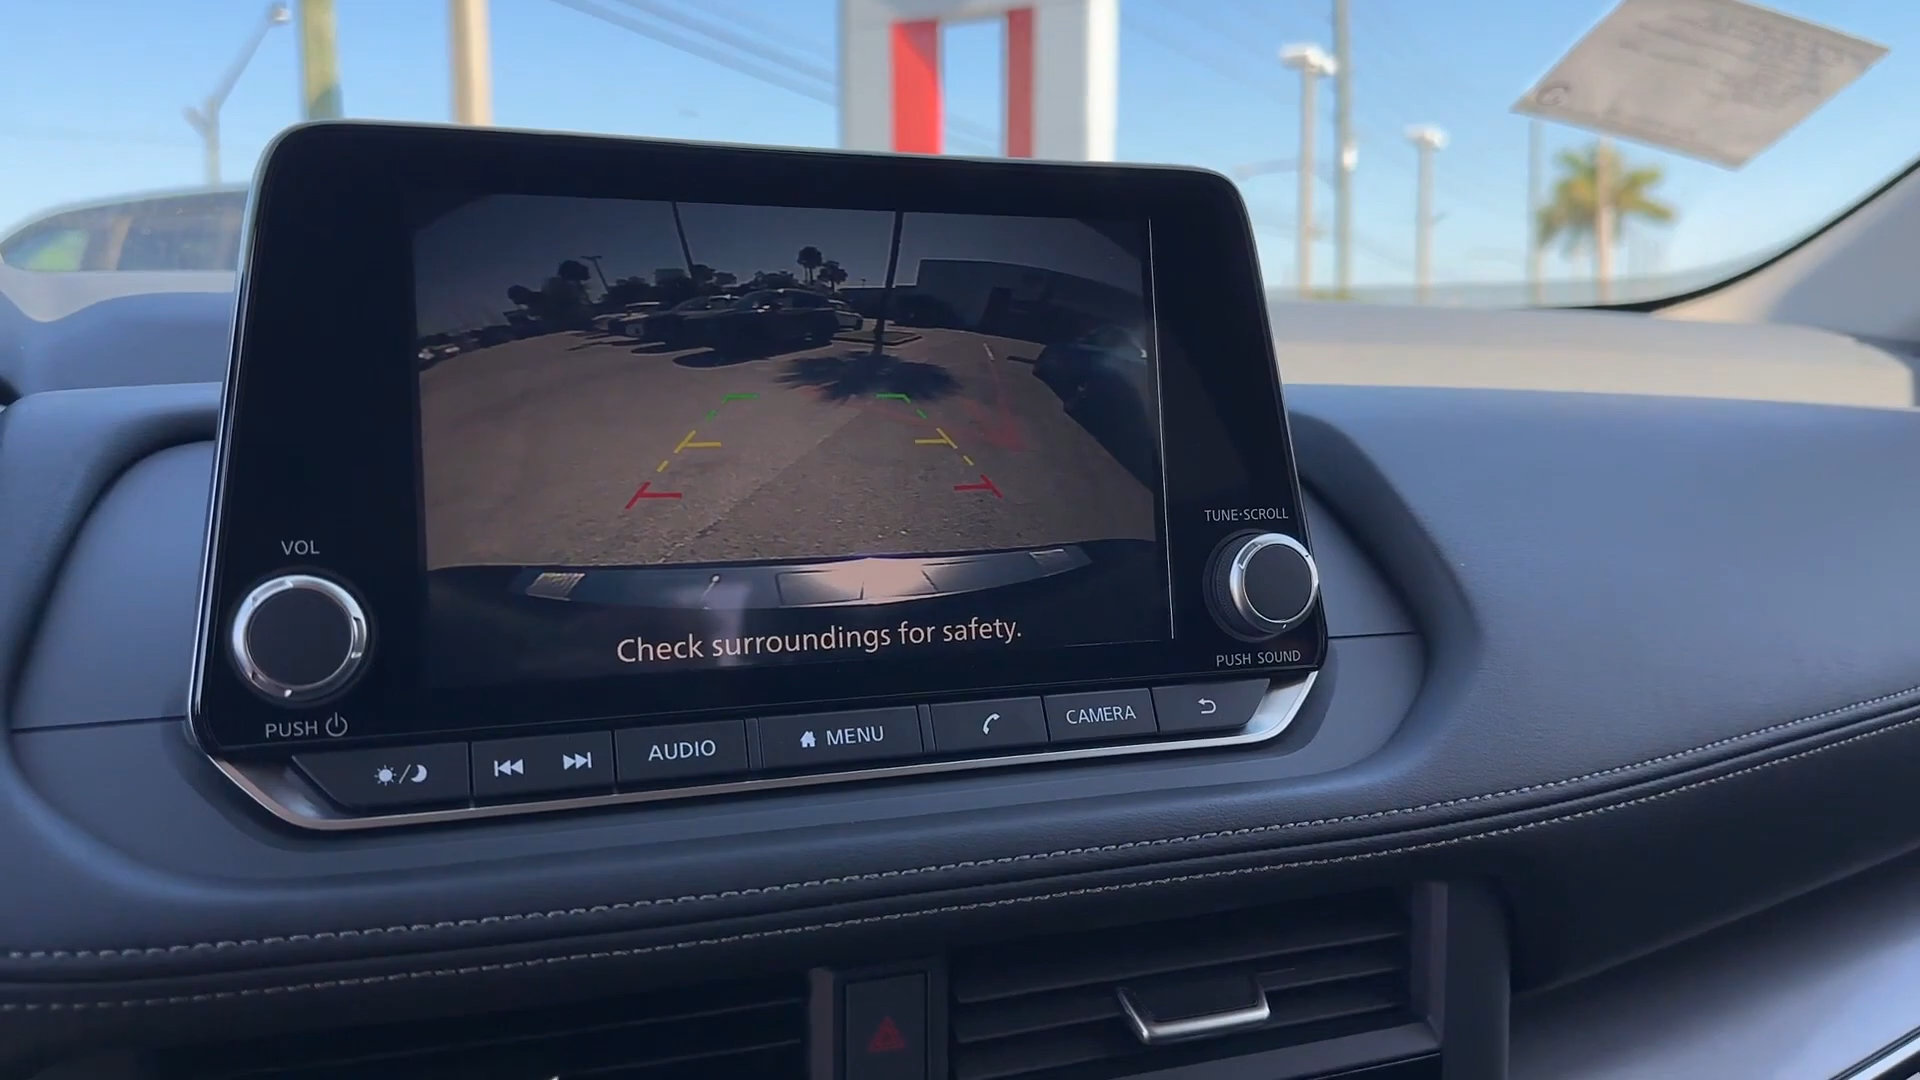 TUNE·SCROLL
VOL
Check surroundings for safety.
PUSH SOUND
PUSH
AUDIO
MENU
CAMERA